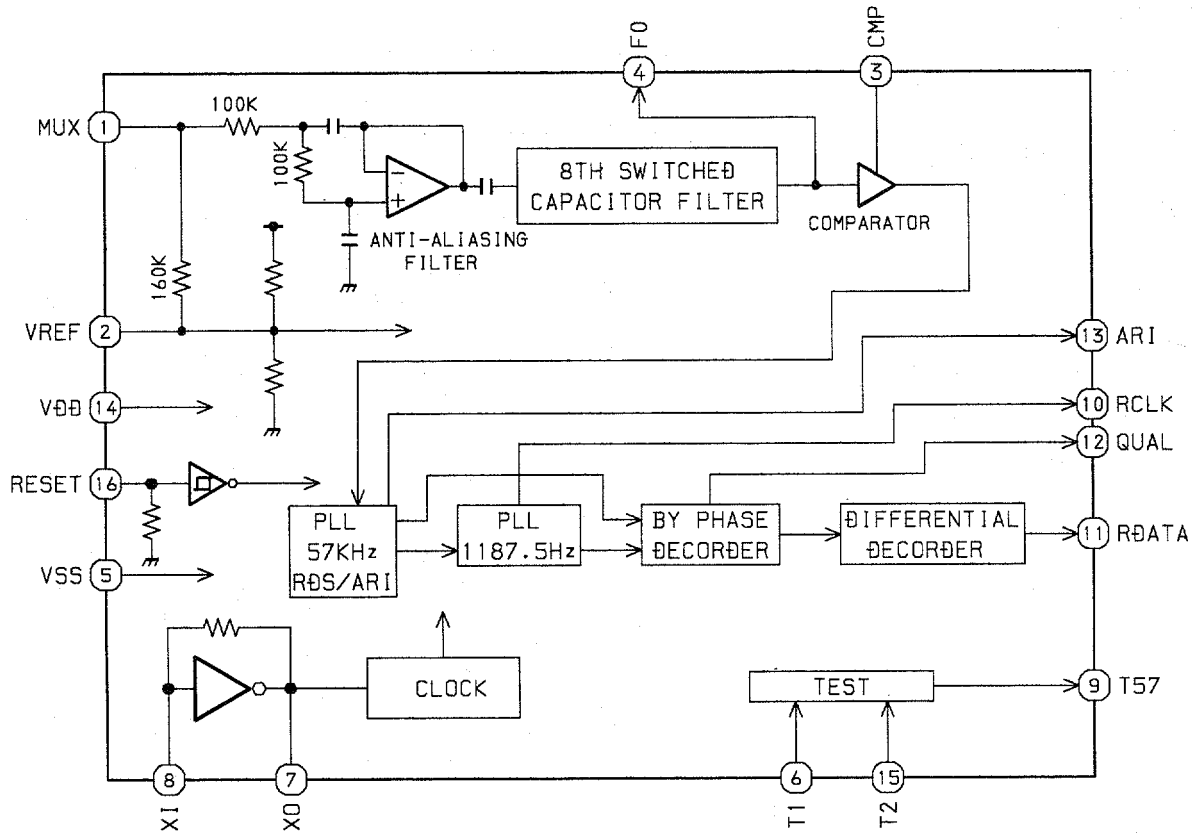 FO
4
CMP
3
MUX 1
100K
100K
8TH SWITCHED
CAPACITOR FILTER
COMPARATOR
ANTI-ALIASING
FILTER
160K
VREF 2
13 ARI
VDD 14
10 RCLK
12 QUAL
RESET 16
PLL
57KHz
RDS/ARI
PLL
1187.5Hz
BY PHASE
DECORDER
DIFFERENTIAL
DECORDER
11 RDATA
VSS 5
CLOCK
TEST
9 T57
8
XI
7
XO
6
T1
15
T2